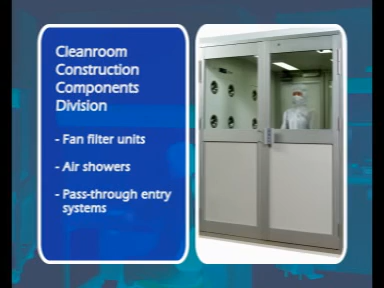 Cleanroom
Construction
Components
Division
- Fan filter units
- Air showers
- Pass-through entry
systems